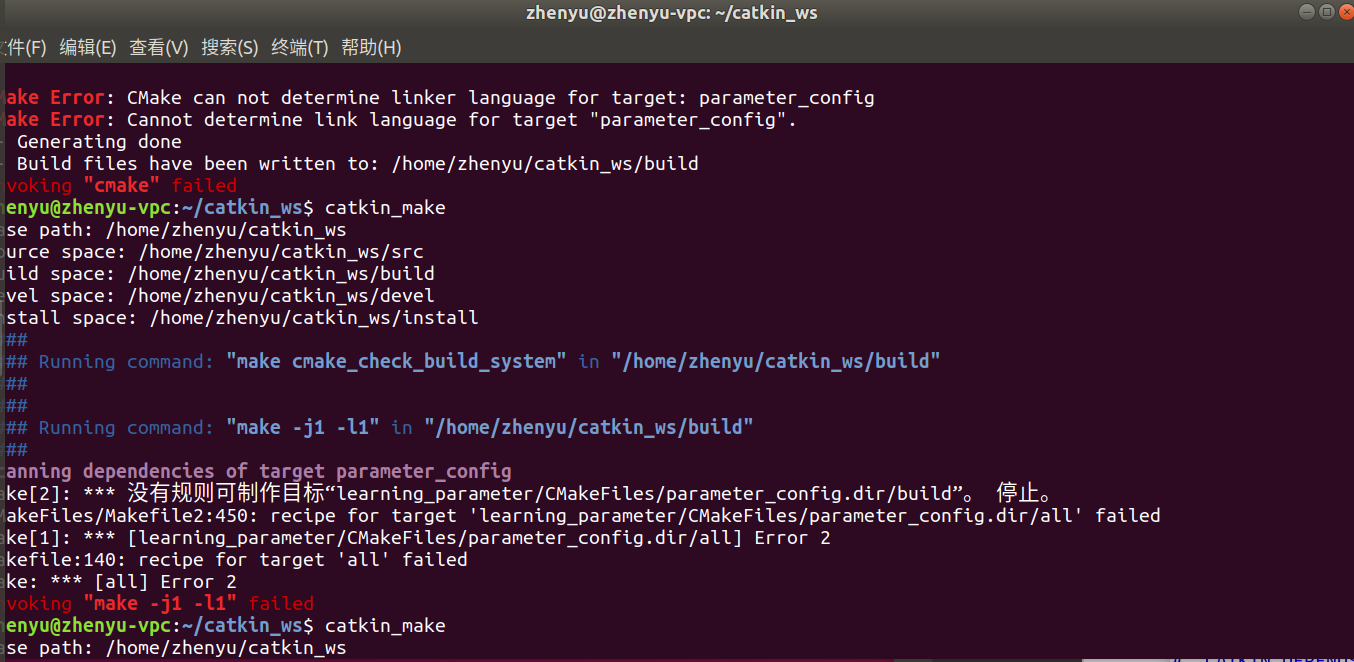 zhenyu@zhenyu-vpc: ~/catkin_ws
件(F) 编辑(E) 查看(V) 搜索(S) 终端(T) 帮助(H)
ake Error: CMake can not determine linker language for target: parameter_config
ake Error: Cannot determine link language for target "parameter_config".
Generating done
Build files have been written to: /home/zhenyu/catkin_ws/build
voking "cmake" failed
enyu@zhenyu-vpc:~/catkin_ws$ catkin_make
se path: /home/zhenyu/catkin_ws
urce space: /home/zhenyu/catkin_ws/src
ild space: /home/zhenyu/catkin_ws/build
vel space: /home/zhenyu/catkin_ws/devel
stall space: /home/zhenyu/catkin_ws/install
##
## Running command: "make cmake_check_build_system" in "/home/zhenyu/catkin_ws/build"
##
##
## Running command: "make -j1 -l1" in "/home/zhenyu/catkin_ws/build"
##
anning dependencies of target parameter_config
ke[2]: *** 没有规则可制作目标“learning_parameter/CMakeFiles/parameter_config.dir/build”。 停止。
MakeFiles/Makefile2:450: recipe for target 'learning_parameter/CMakeFiles/parameter_config.dir/all' failed
ke[1]: *** [learning_parameter/CMakeFiles/parameter_config.dir/all] Error 2
kefile:140: recipe for target 'all' failed
ke: *** [all] Error 2
voking "make -j1 -l1" failed
enyu@zhenyu-vpc:~/catkin_ws$ catkin_make
se path: /home/zhenyu/catkin_ws